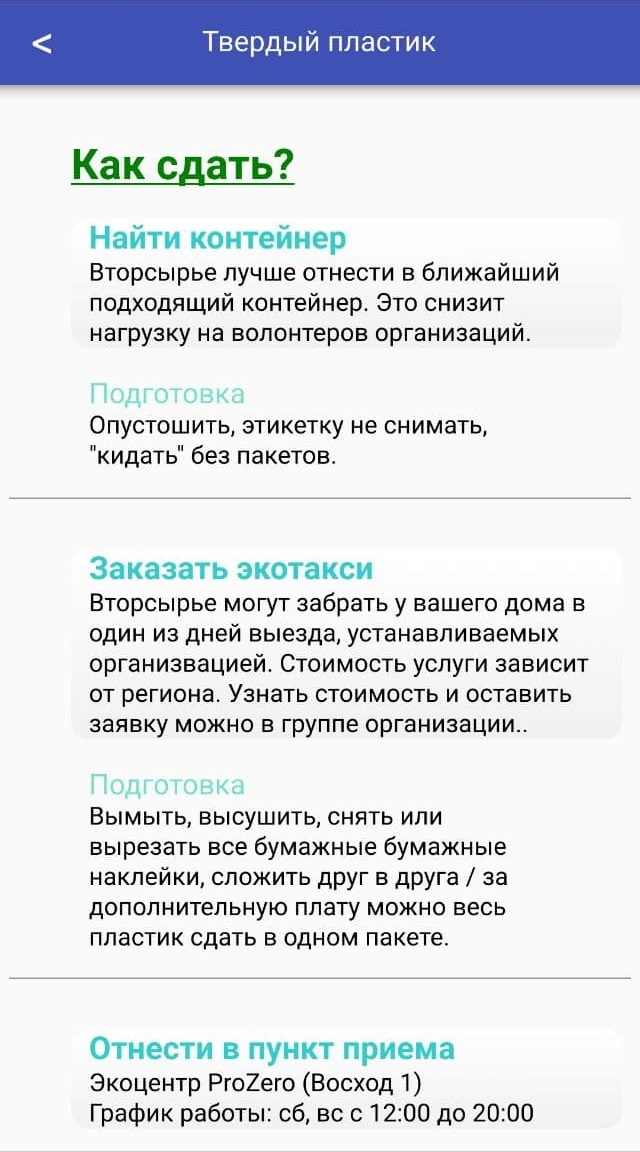 <
Твердый пластик
Как сдать?
Найти контейнер
Вторсырье лучше отнести в ближайший
подходящий контейнер. Это снизит
нагрузку на волонтеров организаций.
Подготовка
Опустошить, этикетку не снимать,
"кидать" без пакетов.
Заказать экотакси
Вторсырье могут забрать у вашего дома в
один из дней выезда, устанавливаемых
организвацией. Стоимость услуги зависит
от региона. Узнать стоимость и оставить
заявку можно в группе организации..
Подготовка
Вымыть, высушить, снять или
вырезать все бумажные бумажные
наклейки, сложить друг в друга / за
дополнительную плату можно весь
пластик сдать в одном пакете.
Отнести в пункт приема
Экоцентр ProZero (Восход 1)
График работы: сб, вс с 12:00 до 20:00